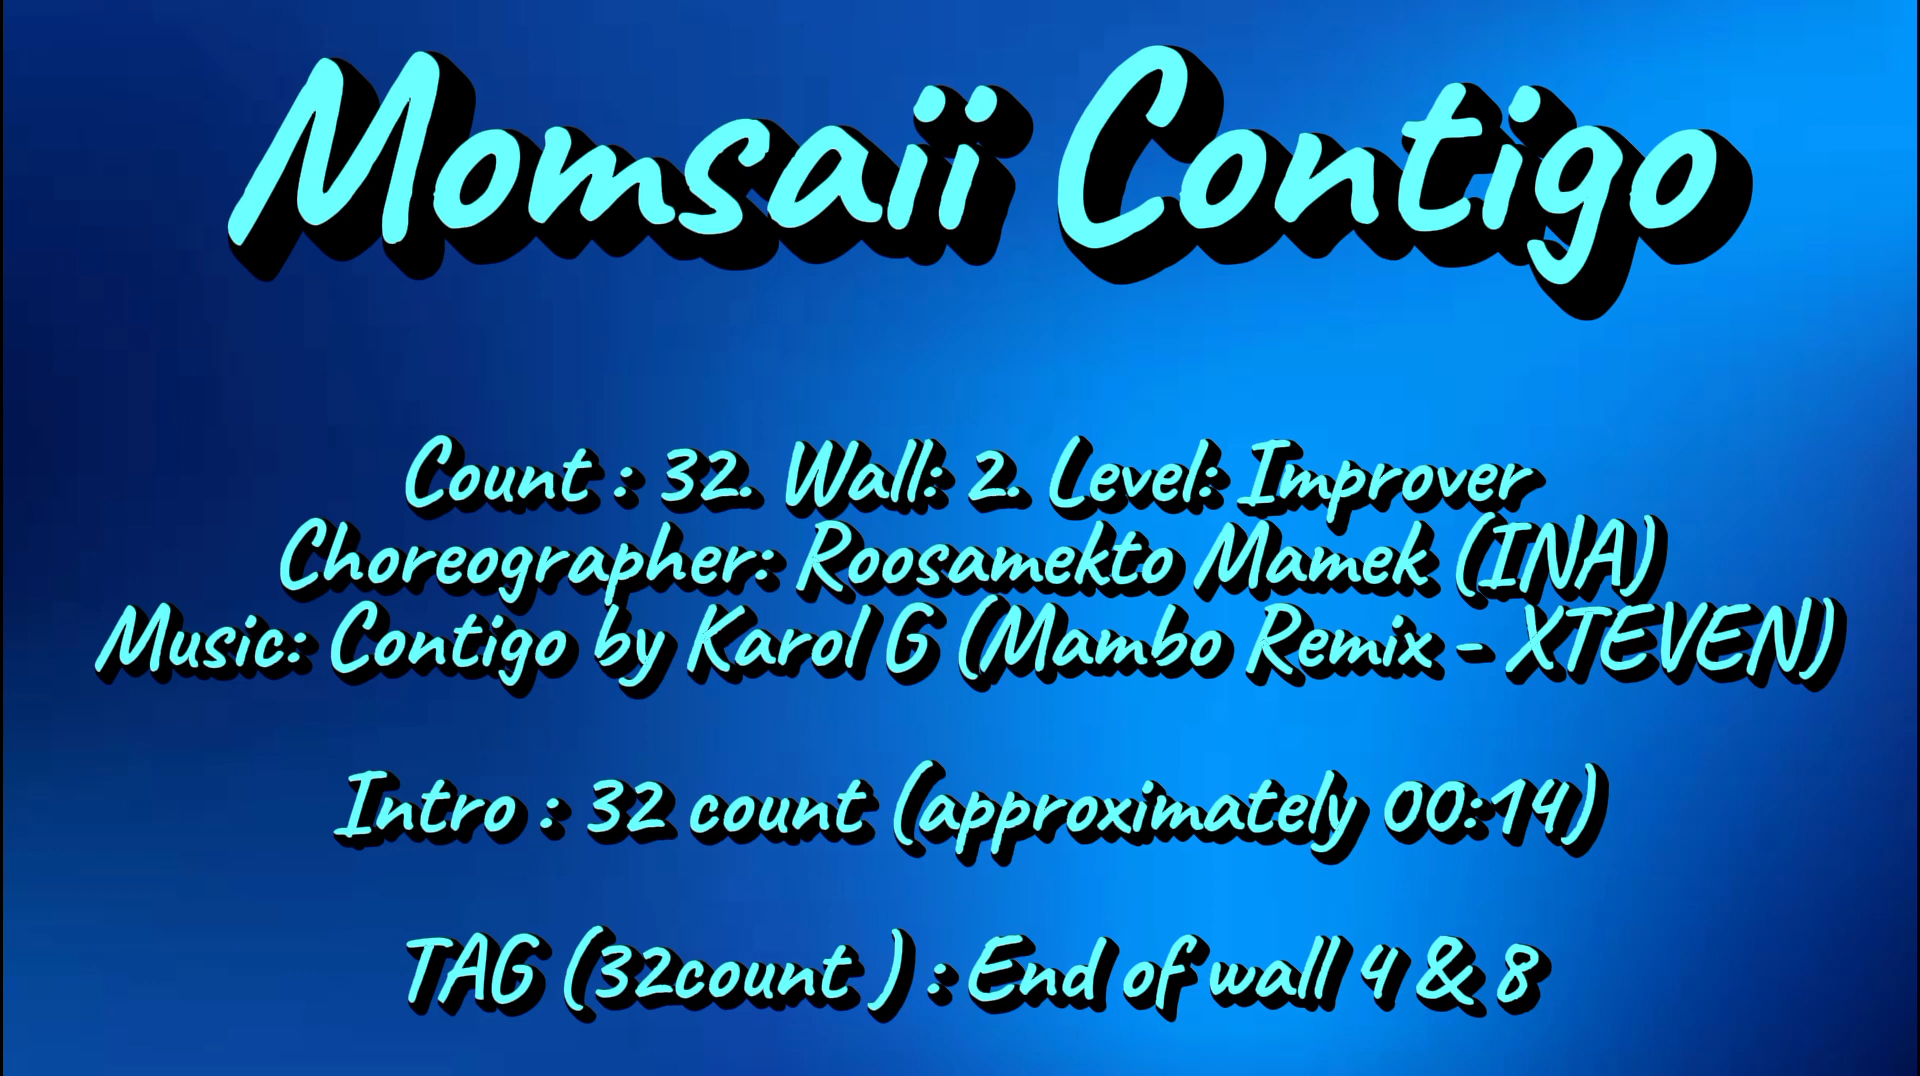 Momsaii Contigo
Count : 32. Wall: 2. Level: Improver
Choreographer: Roosamekto Mamek (INA)
Music: Contigo by Karol G (Mambo Remix - XTEVEN)
Intro : 32 count (approximately 00:14)
TAG (32count ) : End of wall 4 & 8